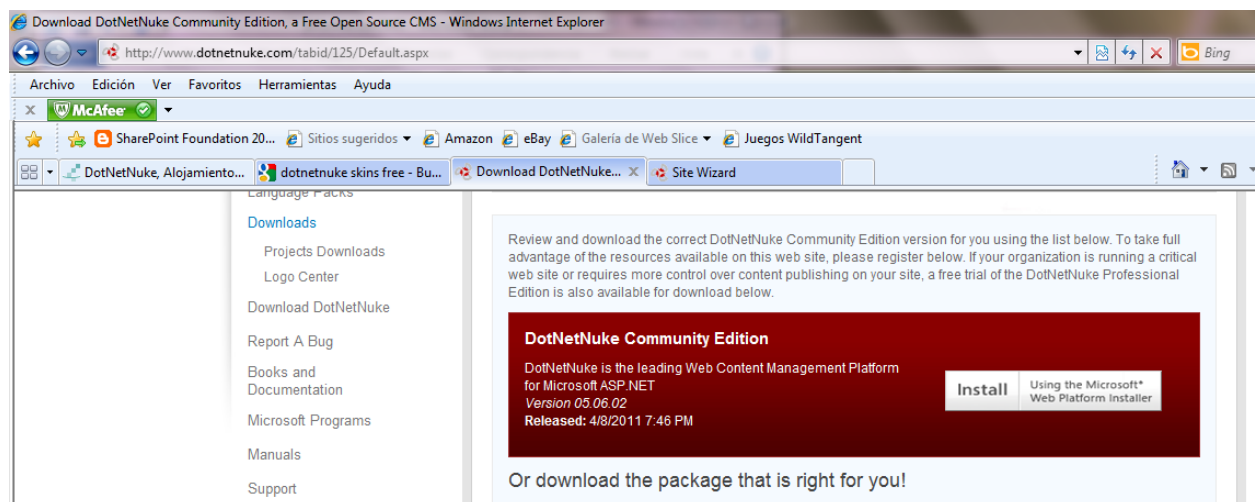 Download DotNetNuke Community Edition, a Free Open Source CMS - Windows Internet Explorer
http://www.dotnetnuke.com/tabid/125/Default.aspx
Bing
Archivo Edición Ver Favoritos Herramientas Ayuda
x McAfee
SharePoint Foundation 20... Sitios sugeridos Amazon eBay Galería de Web Slice Juegos WildTangent
DotNetNuke, Alojamiento... dotnetnuke skins free - Bu... Download DotNetNuke... X Site Wizard
Language Packs
Downloads
Projects Downloads
Logo Center
Download DotNetNuke
Report A Bug
Books and
Documentation
Microsoft Programs
Manuals
Support
Review and download the correct DotNetNuke Community Edition version for you using the list below. To take full
advantage of the resources available on this web site, please register below. If your organization is running a critical
web site or requires more control over content publishing on your site, a free trial of the DotNetNuke Professional
Edition is also available for download below.
DotNetNuke Community Edition
DotNetNuke is the leading Web Content Management Platform
for Microsoft ASP.NET
Version 05.06.02
Released: 4/8/2011 7:46 PM
Install
Using the Microsoft*
Web Platform Installer
Or download the package that is right for you!